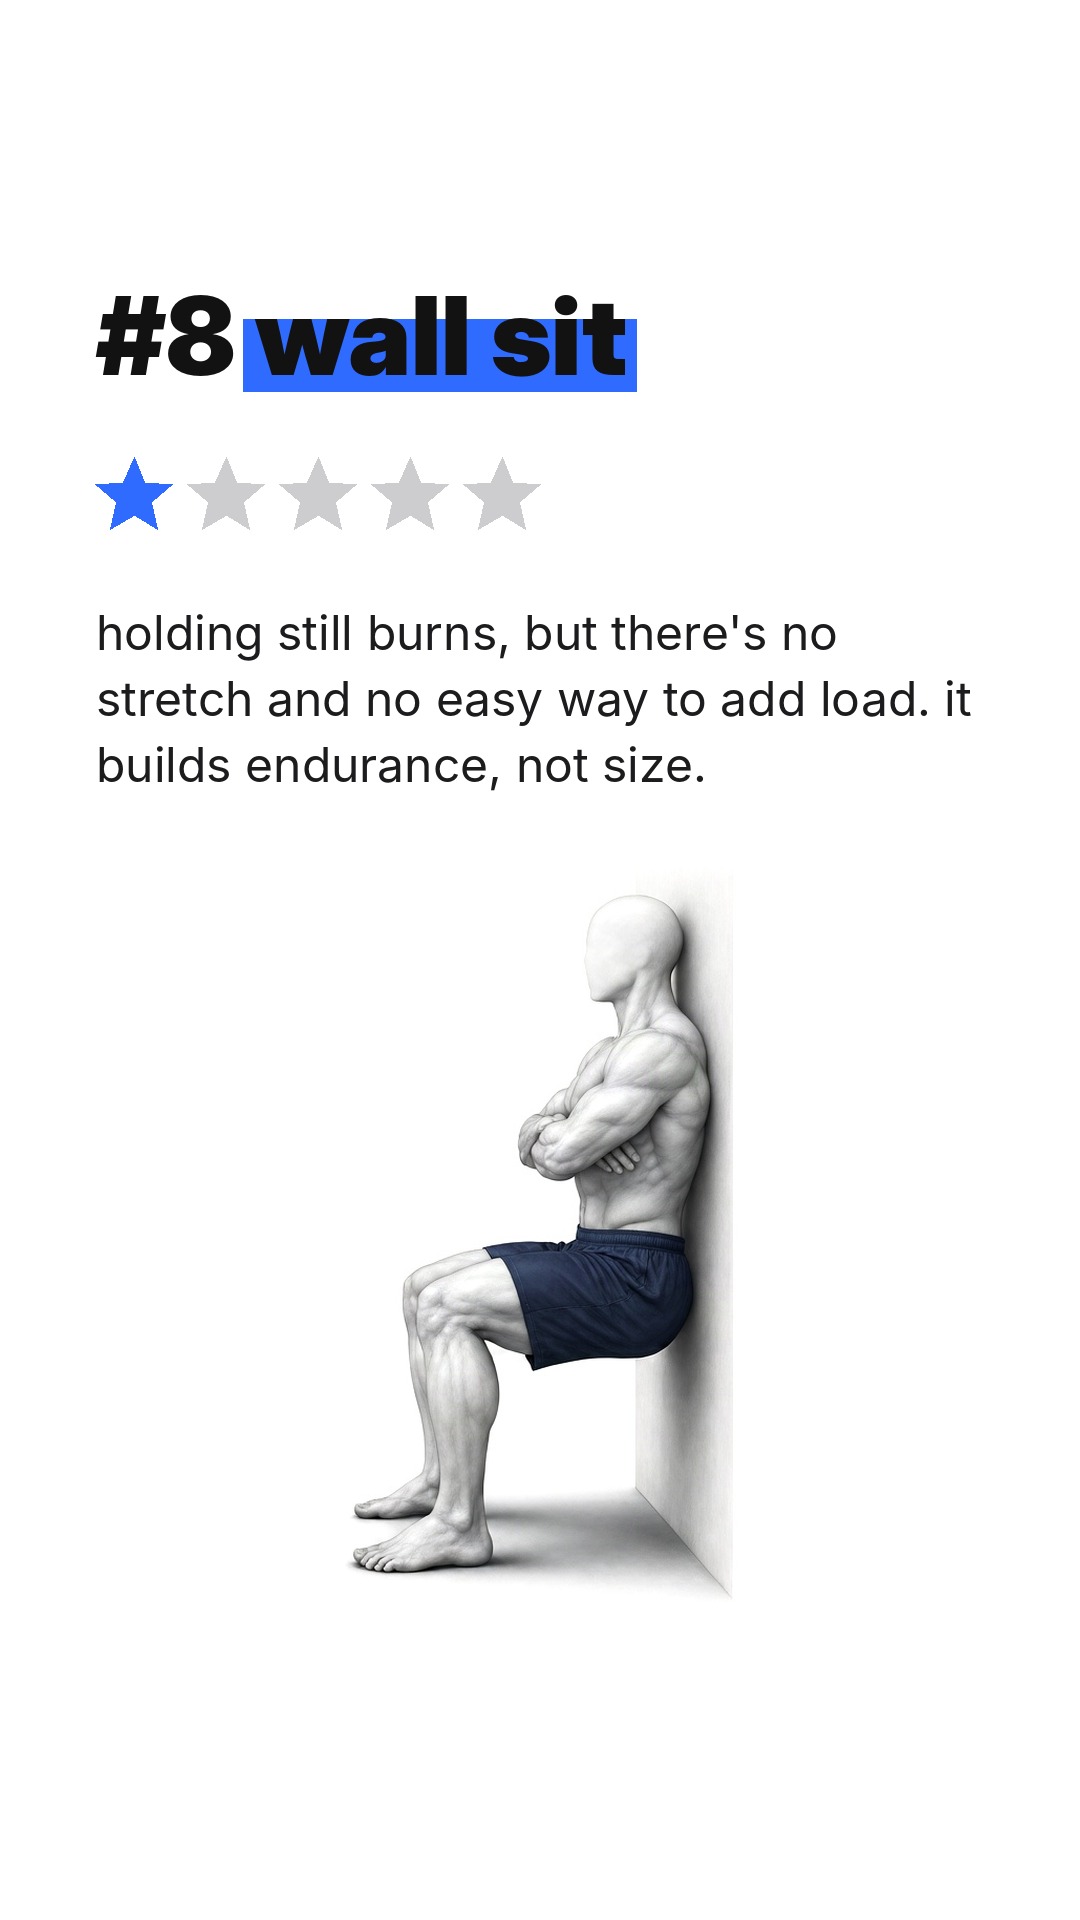 #8 wall sit
holding still burns, but there's no
stretch and no easy way to add load. it
builds endurance, not size.